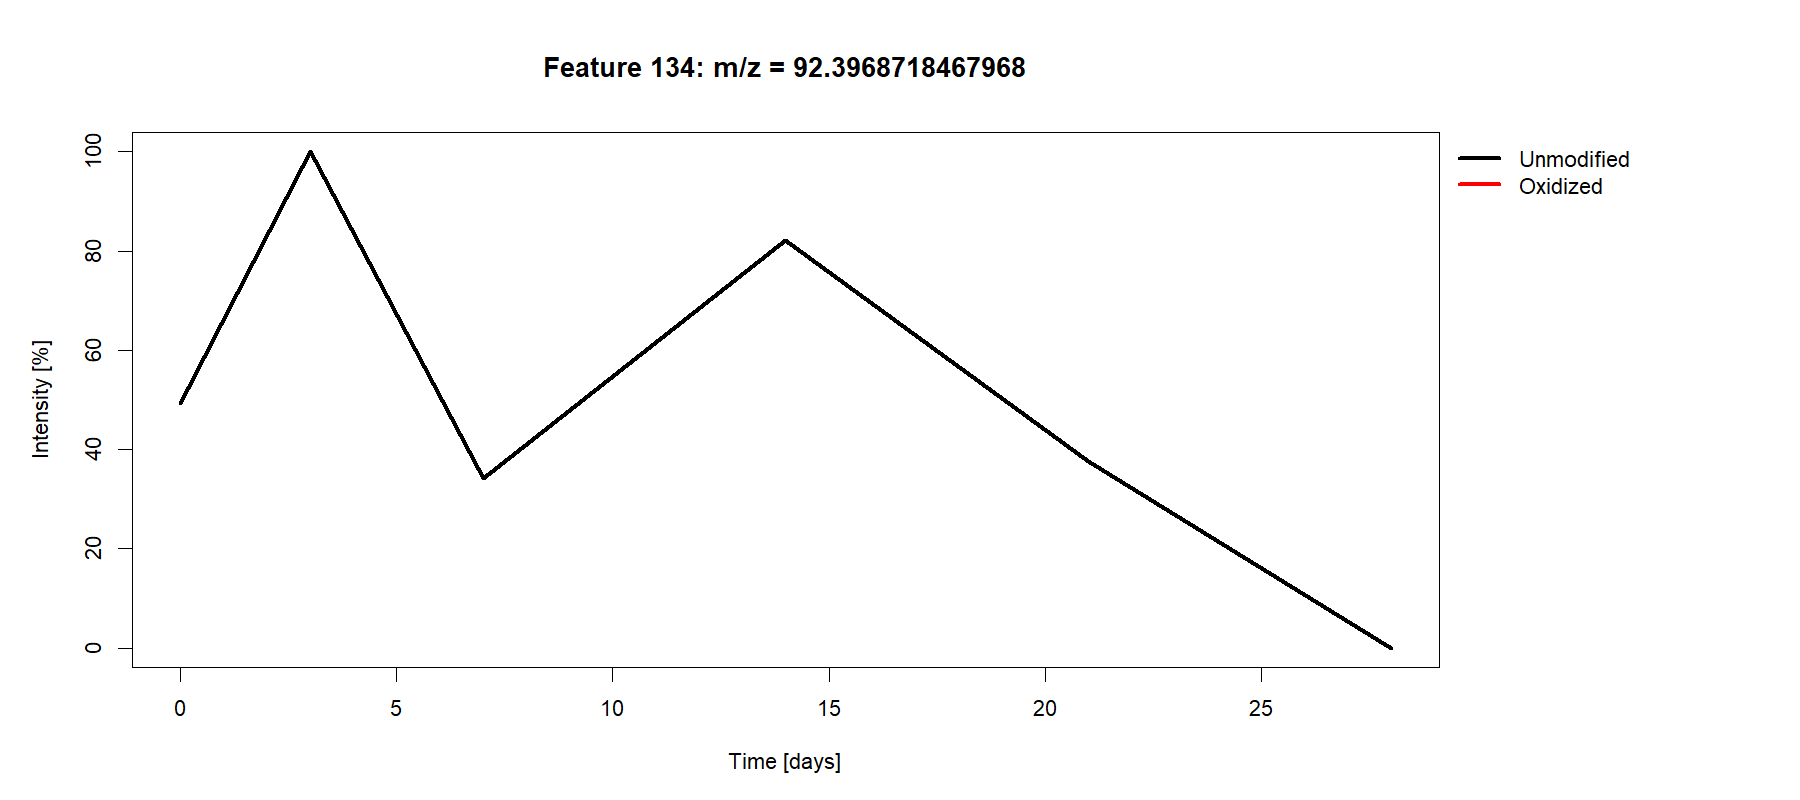 Feature 134: m/z = 92.3968718467968
Unmodified
Oxidized
Intensity [%]
100
80
60
40
20
0
0 5 10 15 20 25
Time [days]